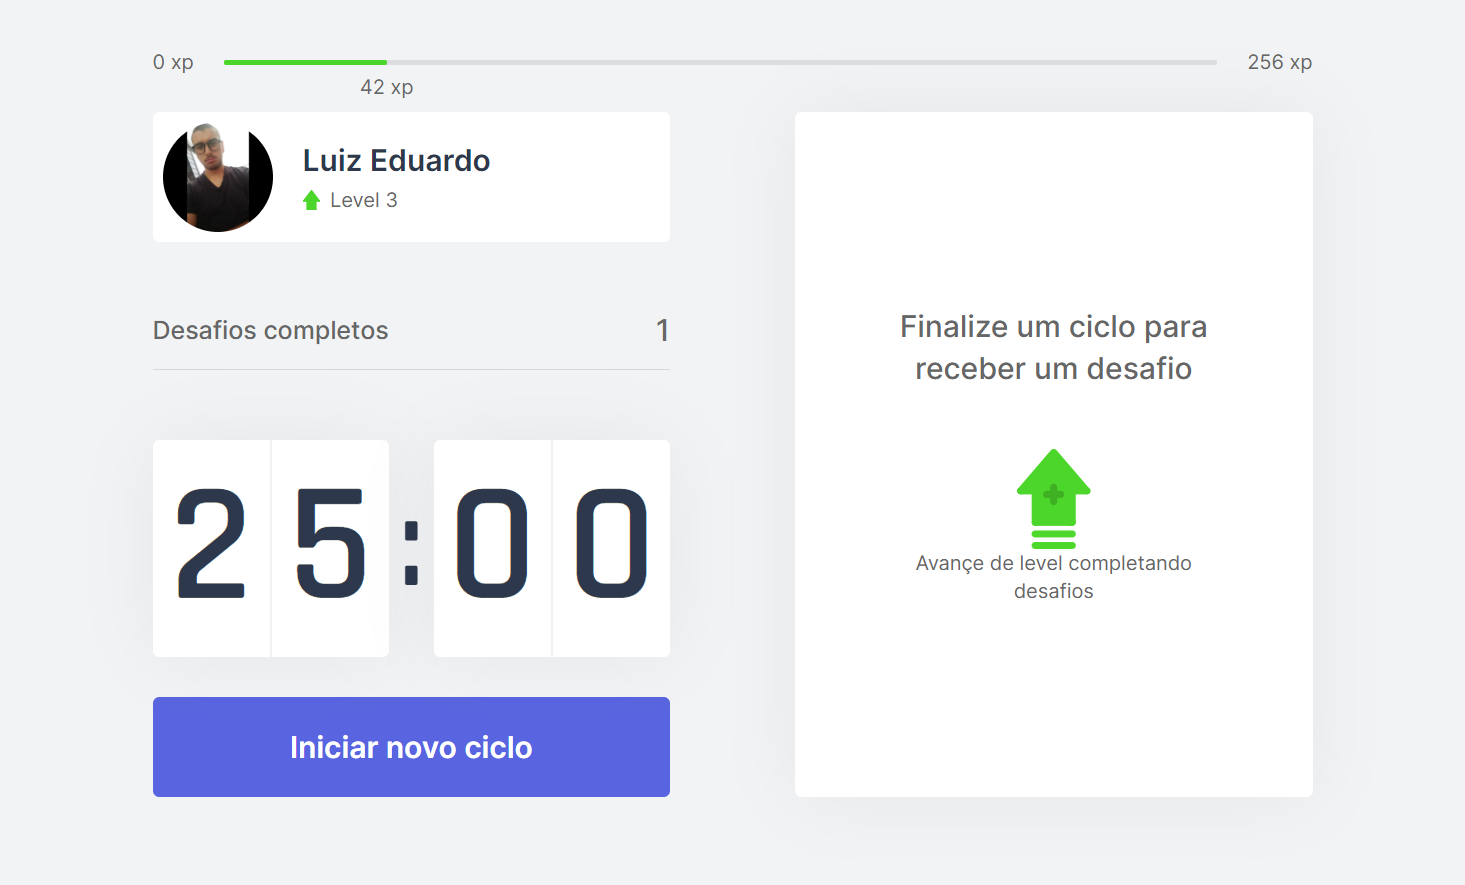 0 xp
256 xp
42 xp
Luiz Eduardo
Level 3
Desafios completos
1
25:00
Iniciar novo ciclo
Finalize um ciclo para
receber um desafio
Avançe de level completando
desafios